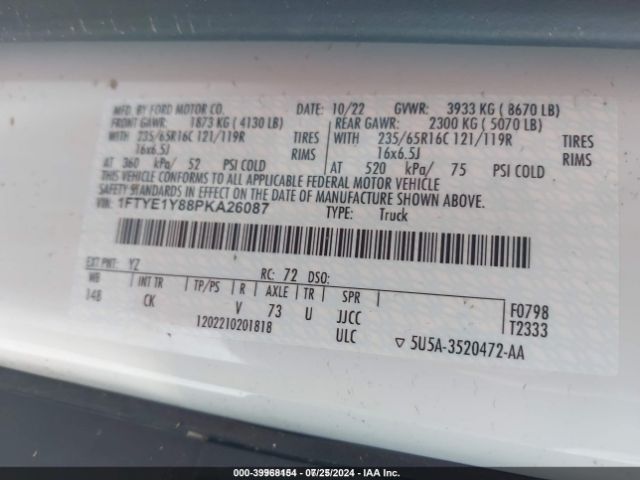 MFD. BY FORD MOTOR CO. DATE: 10/22 GVWR: 3933 KG ( 8670 LB)
FRONT GAWR: 1873 KG ( 4130 LB) REAR GAWR: 2300 KG ( 5070 LB)
WITH 235/65R16C 121/119R TIRES WITH 235/65R16C 121/119R TIRES
16x6.5J RIMS 16x6.5J RIMS
AT 360 kPa/ 52 PSI COLD AT 520 kPa/ 75 PSI COLD
THIS VEHICLE CONFORMS TO ALL APPLICABLE FEDERAL MOTOR VEHICLE
SAFETY STANDARDS IN EFFECT ON THE DATE OF MANUFACTURE SHOWN ABOVE.
VIN: 1FTYE1Y88PKA26087 TYPE: Truck
EXT PNT: YZ RC: 72 DSO:
WB INT TR TP/PS R AXLE TR SPR
148 CK V 73 U JJCC F0798
1202210201818 ULC T2333
▽ 5U5A-3520472-AA
000-39968154 - 07/25/2024 - IAA Inc.